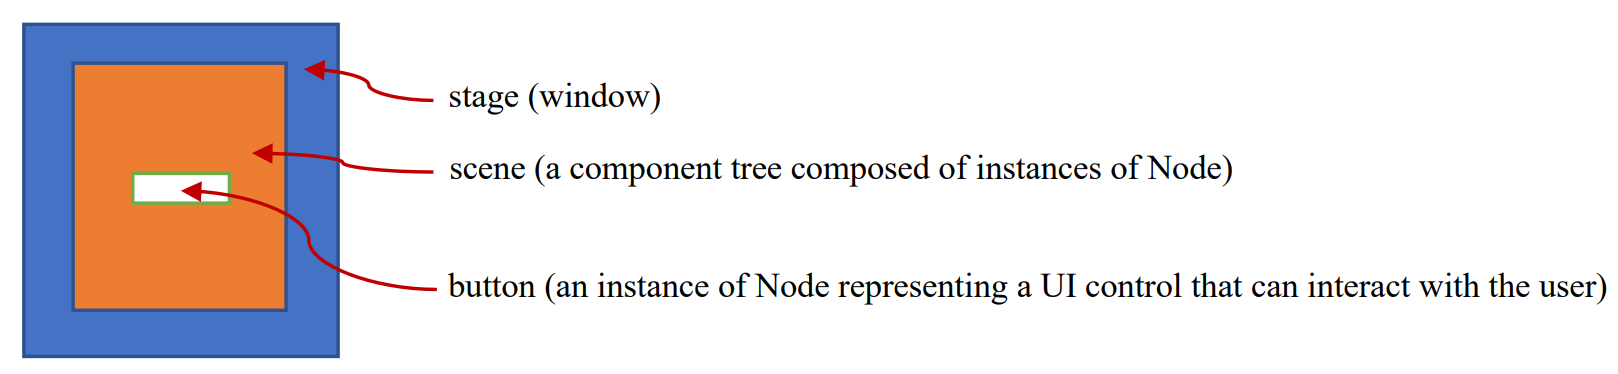 stage (window)
scene (a component tree composed of instances of Node)
button (an instance of Node representing a UI control that can interact with the user)